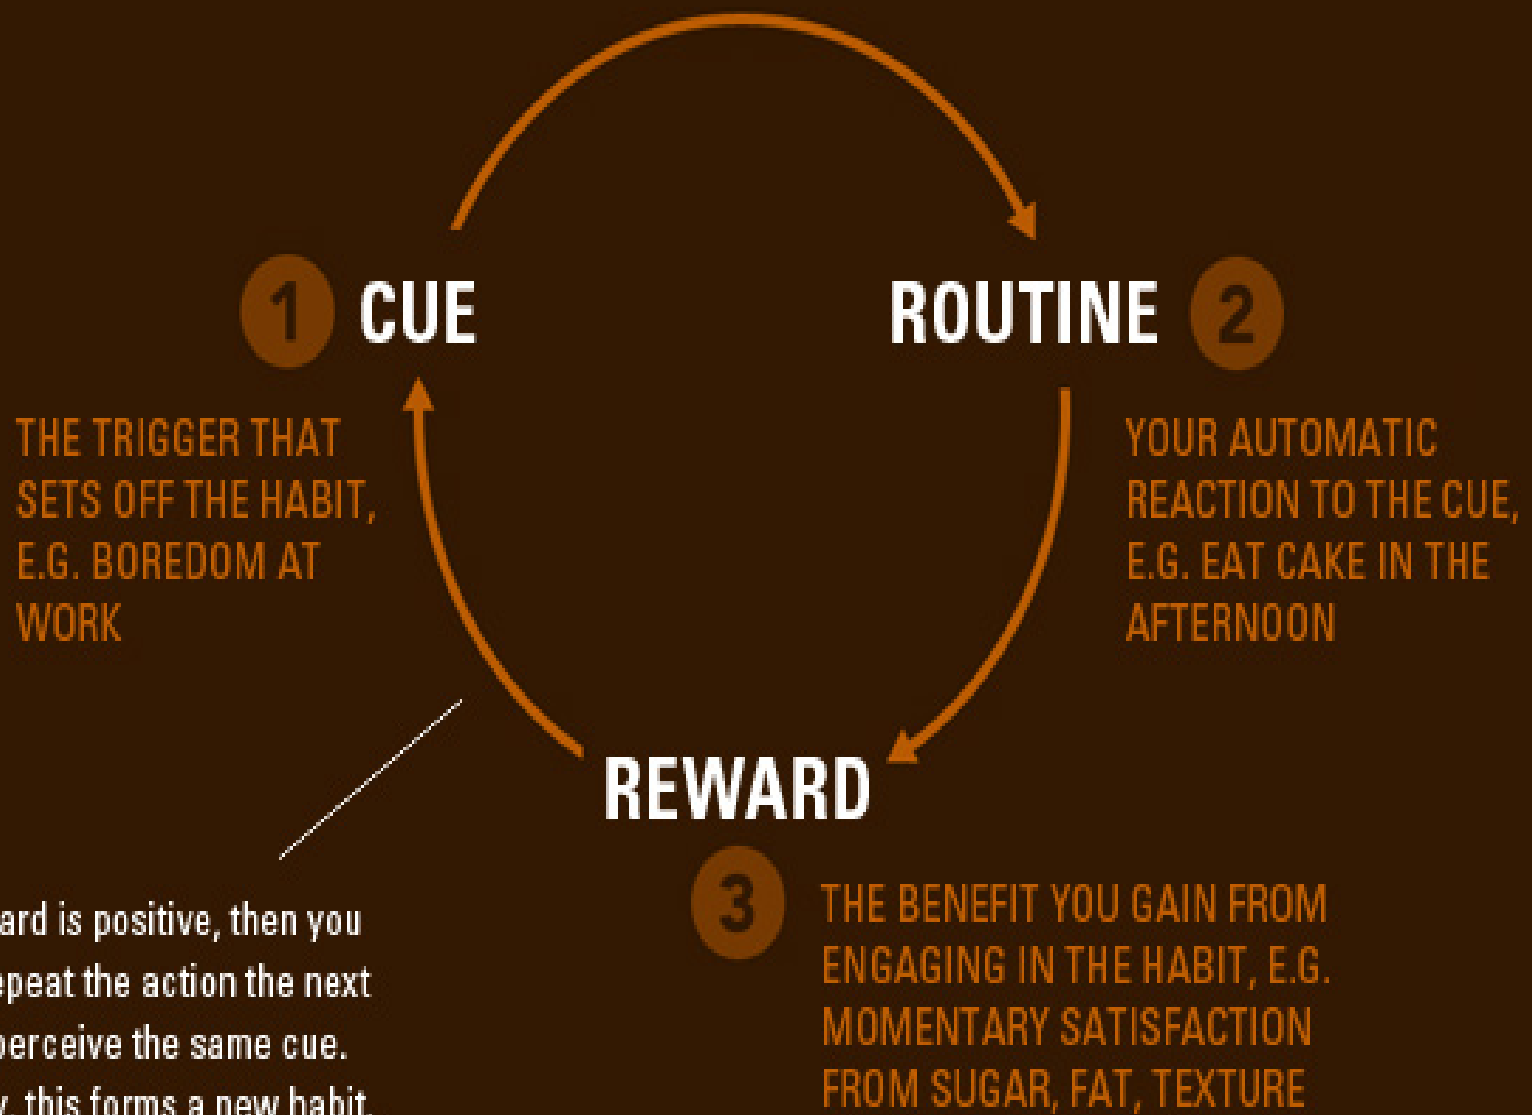 1 CUE
THE TRIGGER THAT
SETS OFF THE HABIT,
E.G. BOREDOM AT
WORK
ROUTINE 2
YOUR AUTOMATIC
REACTION TO THE CUE,
E.G. EAT CAKE IN THE
AFTERNOON
REWARD
3
THE BENEFIT YOU GAIN FROM
ENGAGING IN THE HABIT, E.G.
MOMENTARY SATISFACTION
FROM SUGAR, FAT, TEXTURE
is positive, then you
the action the next
perceive the same cue.
this forms a new habit.